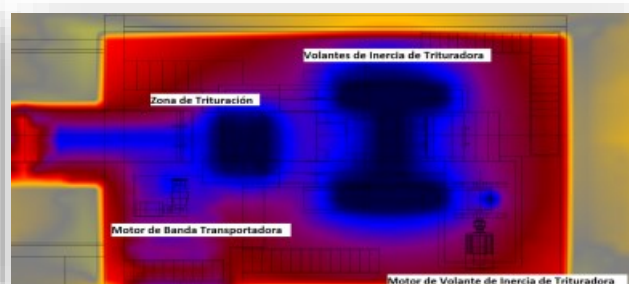 Volantes de Inercia de Trituradora
Zona de Trituración
Motor de Banda Transportadora
Motor de Volante de Inercia de Trituradora